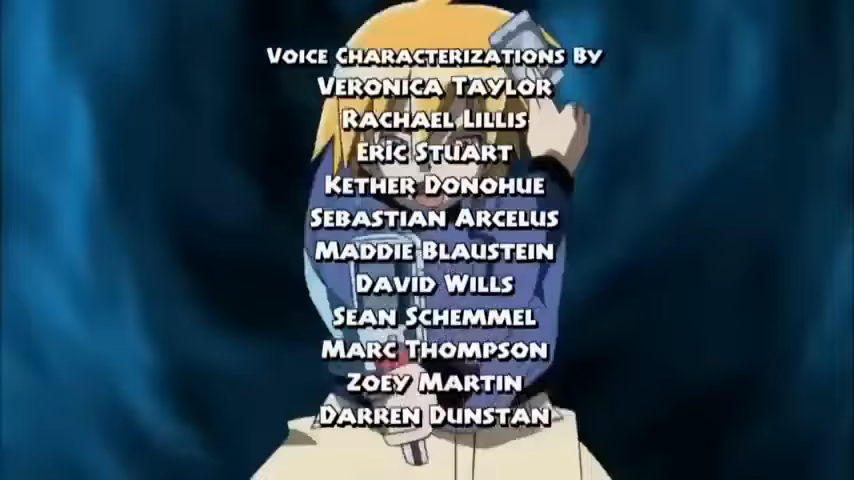 Voice Characterizations By
Veronica Taylor
Rachael Lillis
Eric Stuart
Kether Donohue
Sebastian Arcelus
Maddie Blaustein
David Wills
Sean Schemmel
Marc Thompson
Zoey Martin
Darren Dunstan